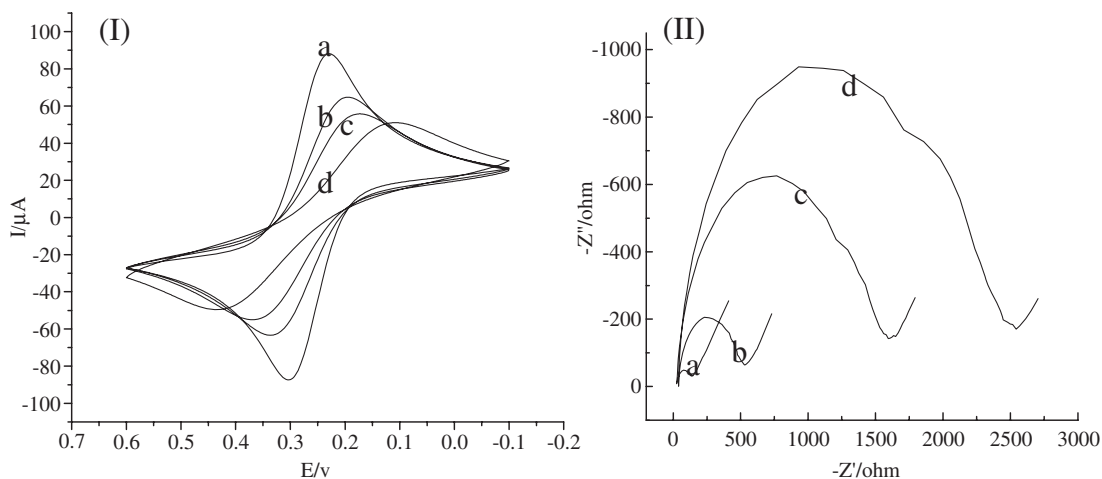 (I)
100
80
60
40
20
0
-20
-40
-60
-80
-100
I/μA
a
b
c
d
0.7 0.6 0.5 0.4 0.3 0.2 0.1 0.0 -0.1 -0.2
E/v
(II)
-1000
-800
-600
-400
-200
0
-Z''/ohm
d
c
b
a
0 500 1000 1500 2000 2500 3000
-Z'/ohm